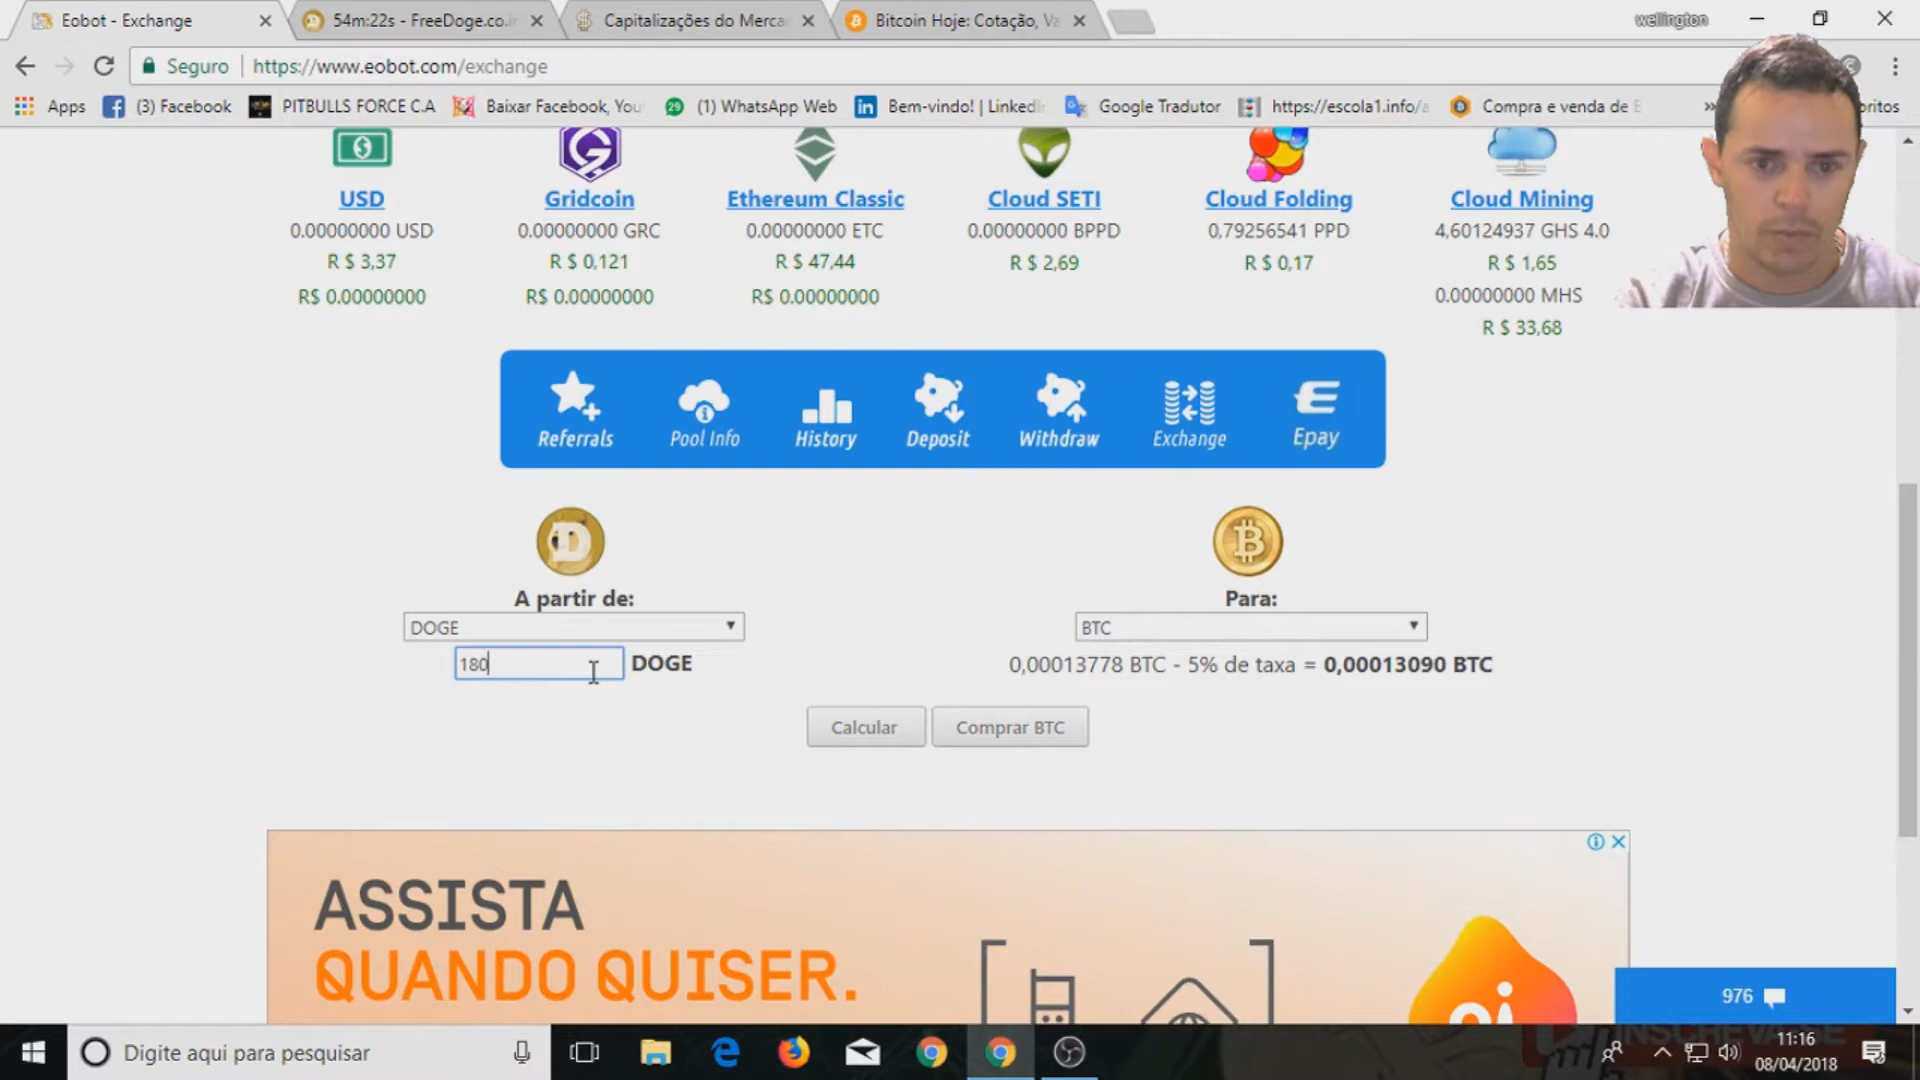 Eobot - Exchange
54m:22s - FreeDoge.co.in
Capitalizações do Merca
Bitcoin Hoje: Cotação, Va
wellington
Seguro https://www.eobot.com/exchange
Apps
(3) Facebook
PITBULLS FORCE C.A
Baixar Facebook, You
29
(1) WhatsApp Web
Bem-vindo! | LinkedIn
Google Tradutor
https://escola1.info/a
Compra e venda de B
»
USD
0.00000000 USD
R $ 3,37
R$ 0.00000000
Gridcoin
0.00000000 GRC
R $ 0,121
R$ 0.00000000
Ethereum Classic
0.00000000 ETC
R $ 47,44
R$ 0.00000000
Cloud SETI
0.00000000 BPPD
R $ 2,69
Cloud Folding
0,79256541 PPD
R $ 0,17
Cloud Mining
4,60124937 GHS 4.0
R $ 1,65
0.00000000 MHS
R $ 33,68
Referrals
Pool Info
History
Deposit
Withdraw
Exchange
Epay
A partir de:
DOGE
180 DOGE
Para:
BTC
0,00013778 BTC - 5% de taxa = 0,00013090 BTC
Calcular
Comprar BTC
ASSISTA
QUANDO QUISER.
oi
976
Digite aqui para pesquisar
11:16
08/04/2018